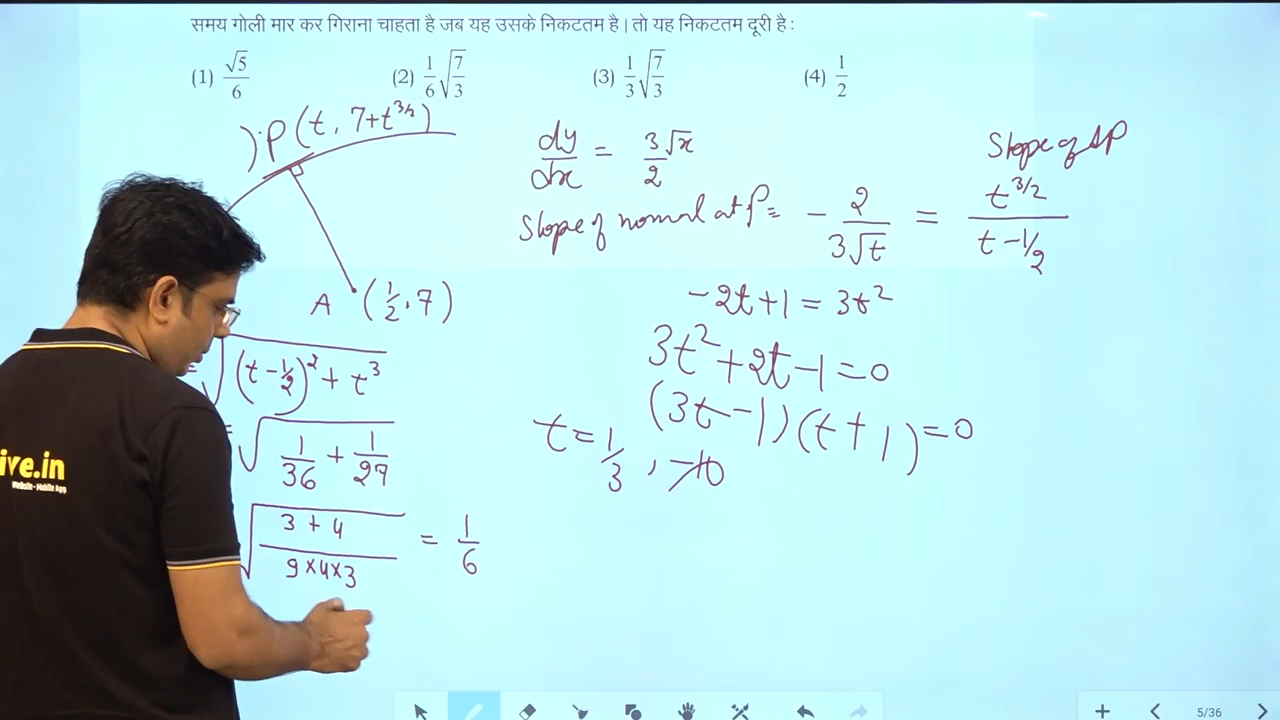 समय गोली मार कर गिराना चाहता है जब यह उसके निकटतम है। तो यह निकटतम दूरी है :
(1) √5/6 (2) 1/6 √(7/3) (3) 1/3 √(7/3) (4) 1/2
). P (t, 7+t^{3/2})
dy/dx = 3√x/2
Slope of AP
Slope of normal at P = - 2/(3√t) = t^{3/2}/(t-1/2)
A (1/2, 7)
-2t+1 = 3t²
3t²+2t-1=0
(3t-1)(t+1)=0
t = 1/3 ,
√((t-1/2)² + t³)
= √(1/36 + 1/27)
√((3+4)/(9×4×3)) = 1/6
ive.in
Website - Mobile App
5/36